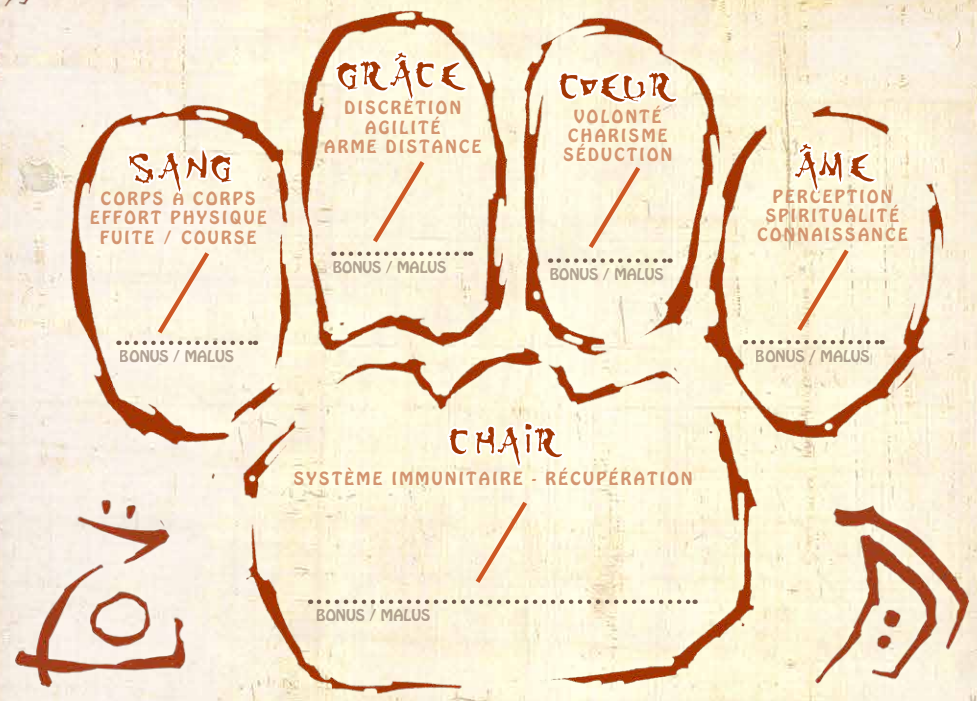 GRÂCE
DISCRÉTION
AGILITÉ
ARME DISTANCE
BONUS / MALUS
CŒUR
VOLONTÉ
CHARISME
SÉDUCTION
BONUS / MALUS
SANG
CORPS A CORPS
EFFORT PHYSIQUE
FUITE / COURSE
BONUS / MALUS
ÂME
PERCEPTION
SPIRITUALITÉ
CONNAISSANCE
BONUS / MALUS
CHAIR
SYSTÈME IMMUNITAIRE - RÉCUPÉRATION
BONUS / MALUS